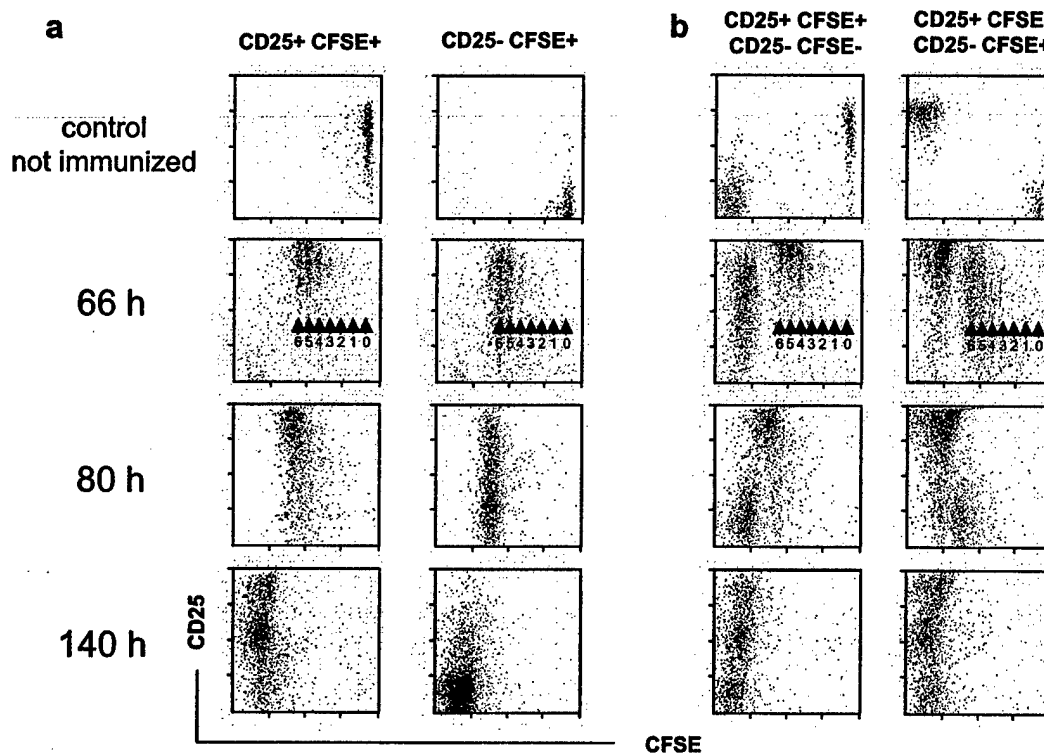 a
CD25+ CFSE+
CD25- CFSE+
b
CD25+ CFSE+
CD25- CFSE-
CD25+ CFSE
CD25- CFSE+
control
not immunized
66 h
6 5 4 3 2 1 0
6 5 4 3 2 1 0
6 5 4 3 2 1 0
6 5 4 3 2 1 0
80 h
140 h
CD25
CFSE